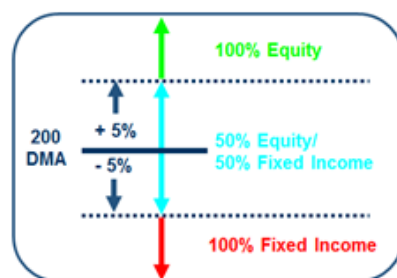 100% Equity
+ 5%
200
DMA
50% Equity/
50% Fixed Income
- 5%
100% Fixed Income